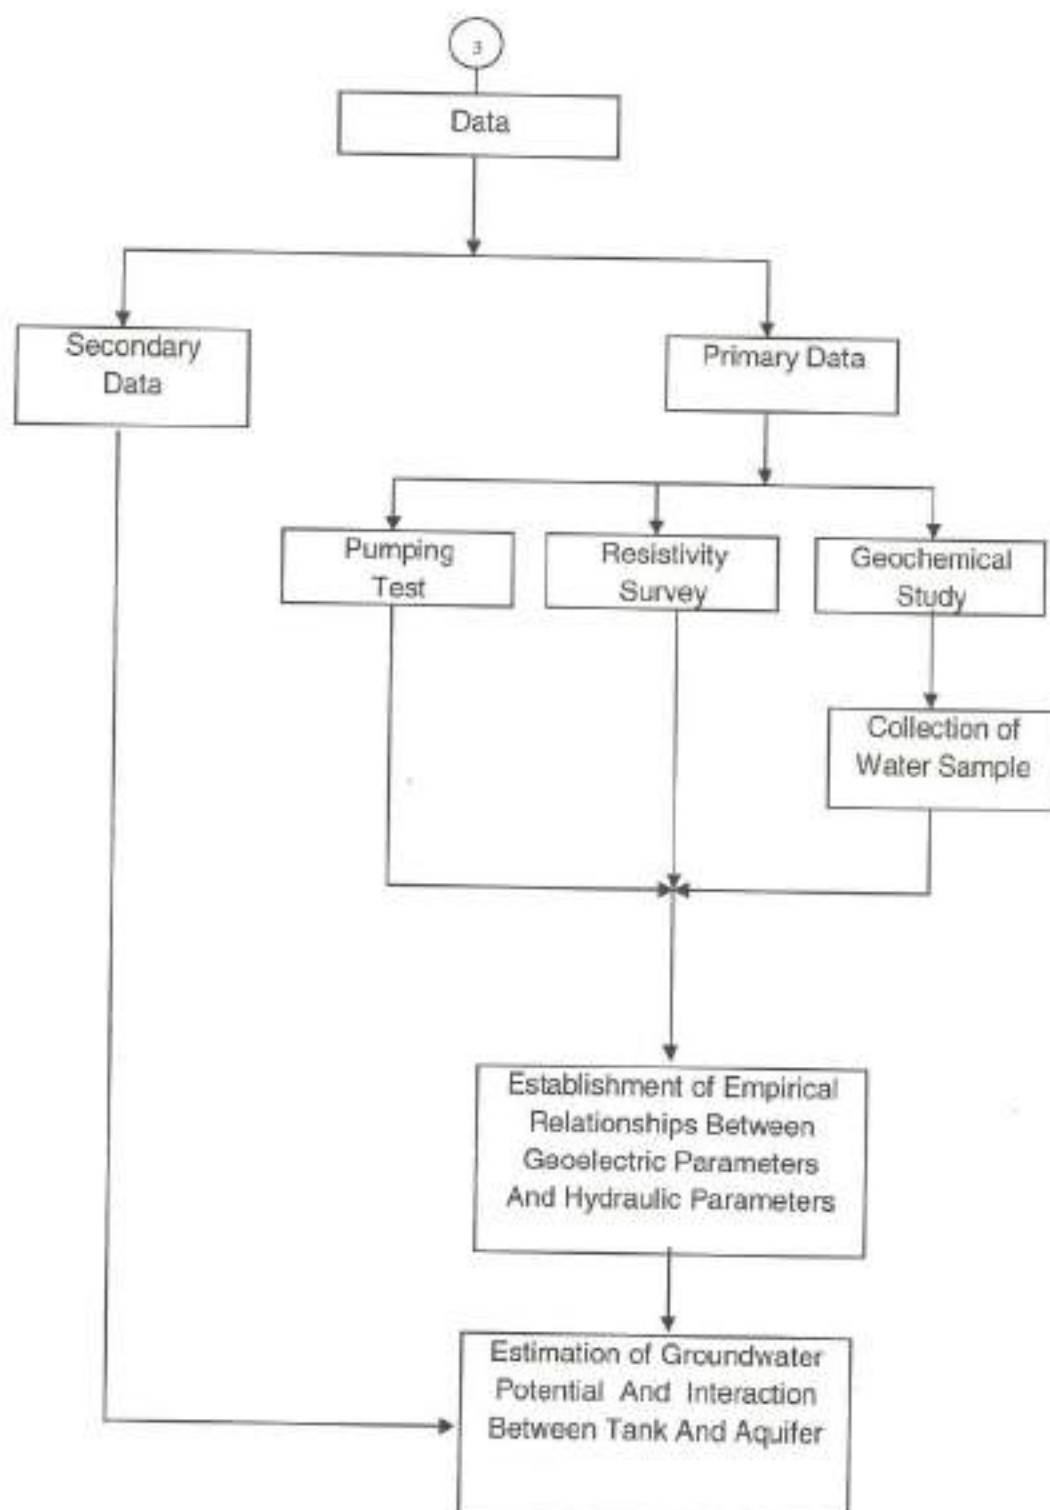 3
Data
Secondary
Data
Primary Data
Pumping
Test
Resistivity
Survey
Geochemical
Study
Collection of
Water Sample
Establishment of Empirical
Relationships Between
Geoelectric Parameters
And Hydraulic Parameters
Estimation of Groundwater
Potential And Interaction
Between Tank And Aquifer